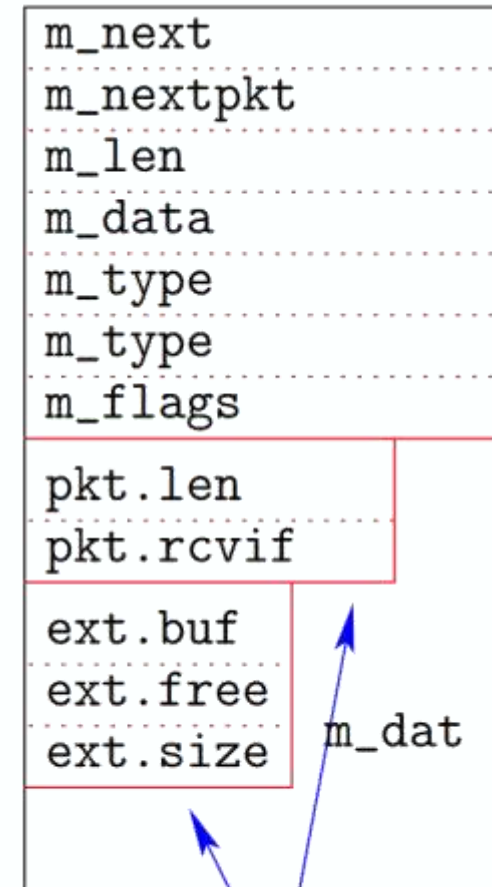 m_next
m_nextpkt
m_len
m_data
m_type
m_type
m_flags
pkt.len
pkt.rcvif
ext.buf
ext.free
ext.size
m_dat